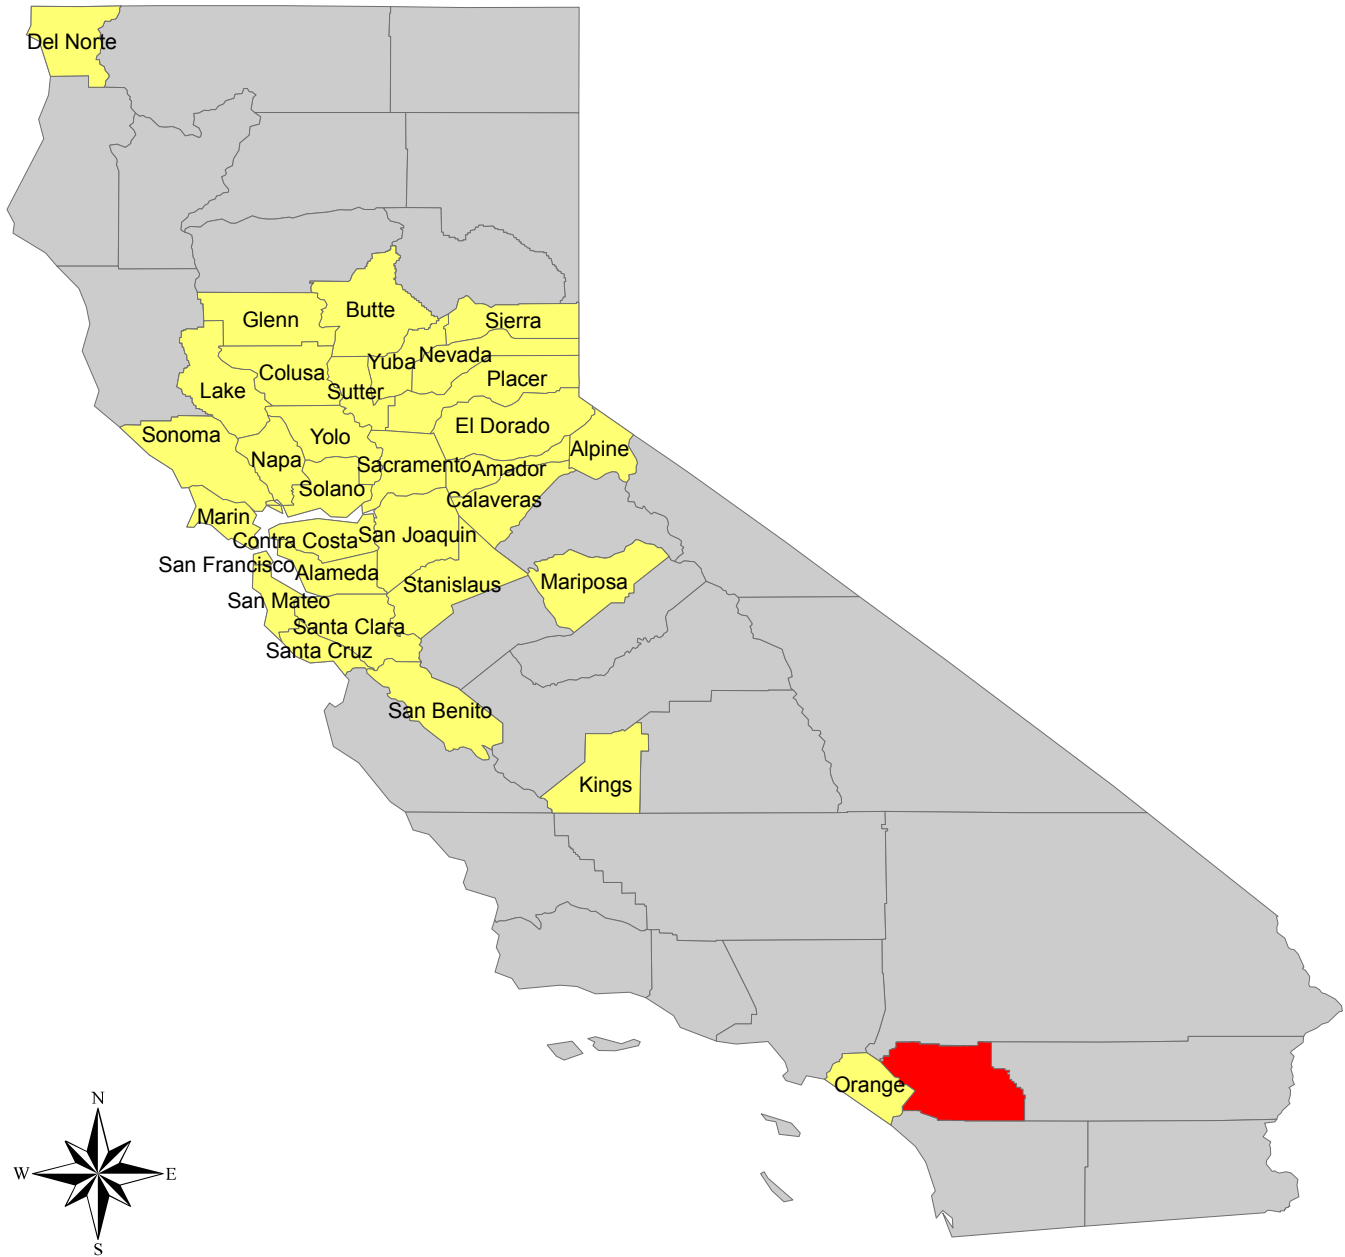 Del Norte
Glenn
Butte
Sierra
Colusa
Yuba
Nevada
Lake
Sutter
Placer
Sonoma
Yolo
El Dorado
Napa
Sacramento
Amador
Alpine
Solano
Calaveras
Marin
Contra Costa
San Joaquin
San Francisco
Alameda
Stanislaus
Mariposa
San Mateo
Santa Clara
Santa Cruz
San Benito
Kings
Orange
N
W
E
S